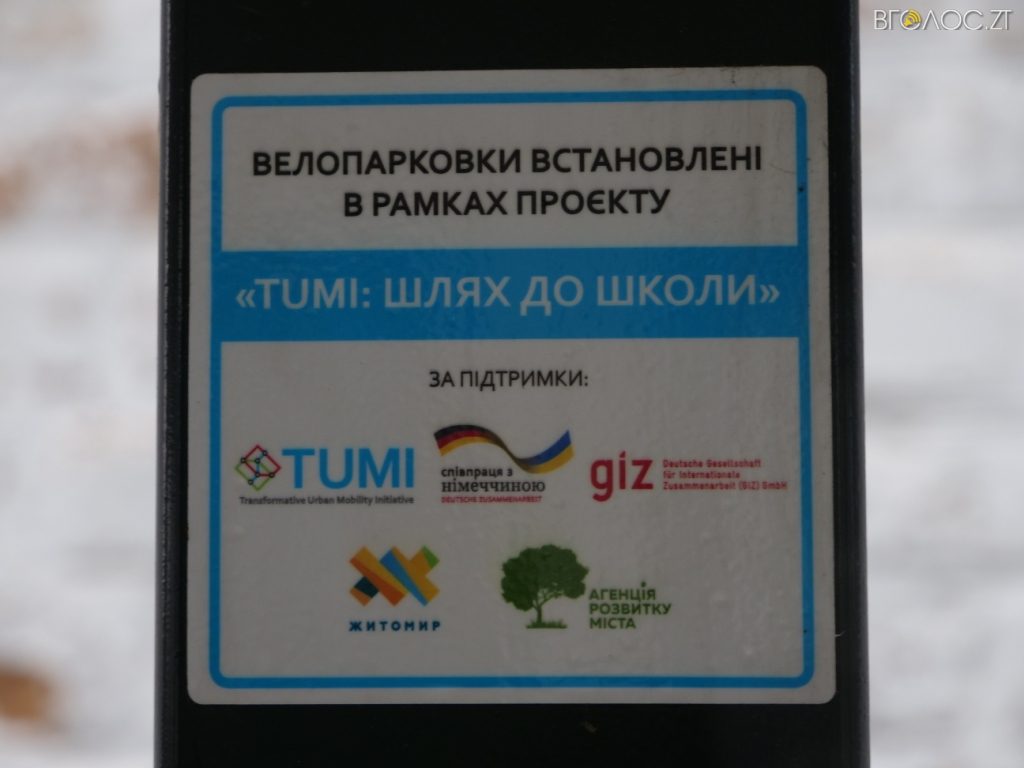 ВГОЛОС.ZT
ВЕЛОПАРКОВКИ ВСТАНОВЛЕНІ
В РАМКАХ ПРОЄКТУ
«TUMI: ШЛЯХ ДО ШКОЛИ»
ЗА ПІДТРИМКИ:
TUMI
Transformative Urban Mobility Initiative
співпраця з
німеччиною
DEUTSCHE ZUSAMMENARBEIT
giz
Deutsche Gesellschaft
für Internationale
Zusammenarbeit (GIZ) GmbH
ЖИТОМИР
АГЕНЦІЯ
РОЗВИТКУ
МІСТА